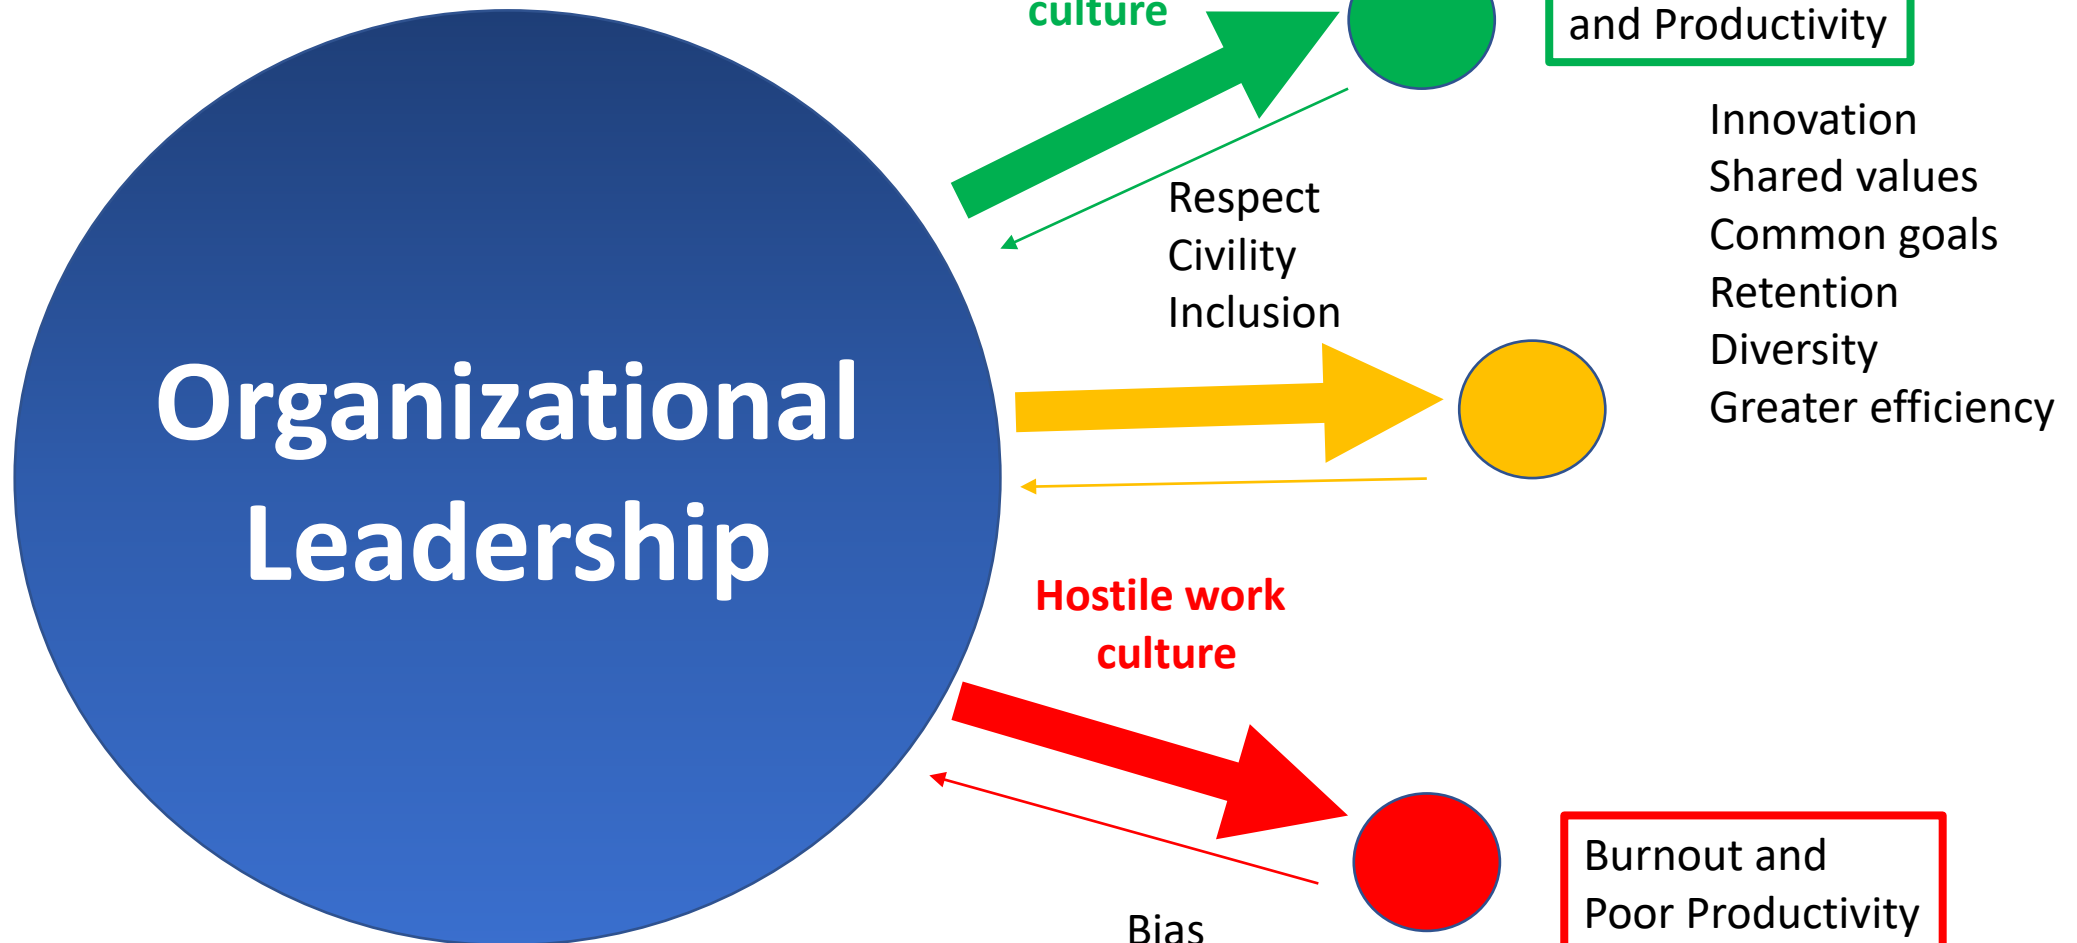 culture
and Productivity
Innovation
Shared values
Common goals
Retention
Diversity
Greater efficiency
Respect
Civility
Inclusion
Organizational
Leadership
Hostile work
culture
Burnout and
Poor Productivity
Bias